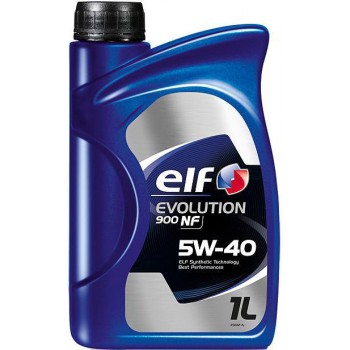 elf
EVOLUTION
900 NF
5W-40
ELF Synthetic Technology
Best Performances
1L